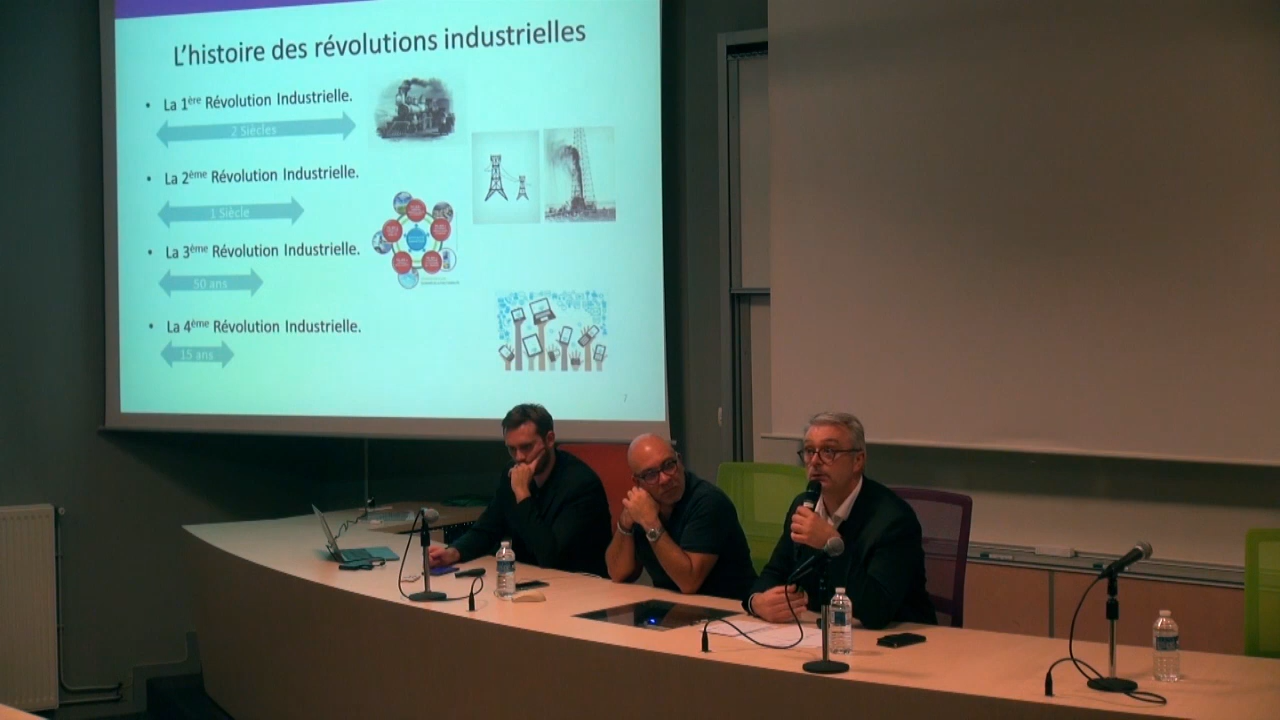 L'histoire des révolutions industrielles
• La 1ère Révolution Industrielle.
2 Siècles
• La 2ème Révolution Industrielle.
1 Siècle
• La 3ème Révolution Industrielle.
50 ans
• La 4ème Révolution Industrielle.
15 ans
7